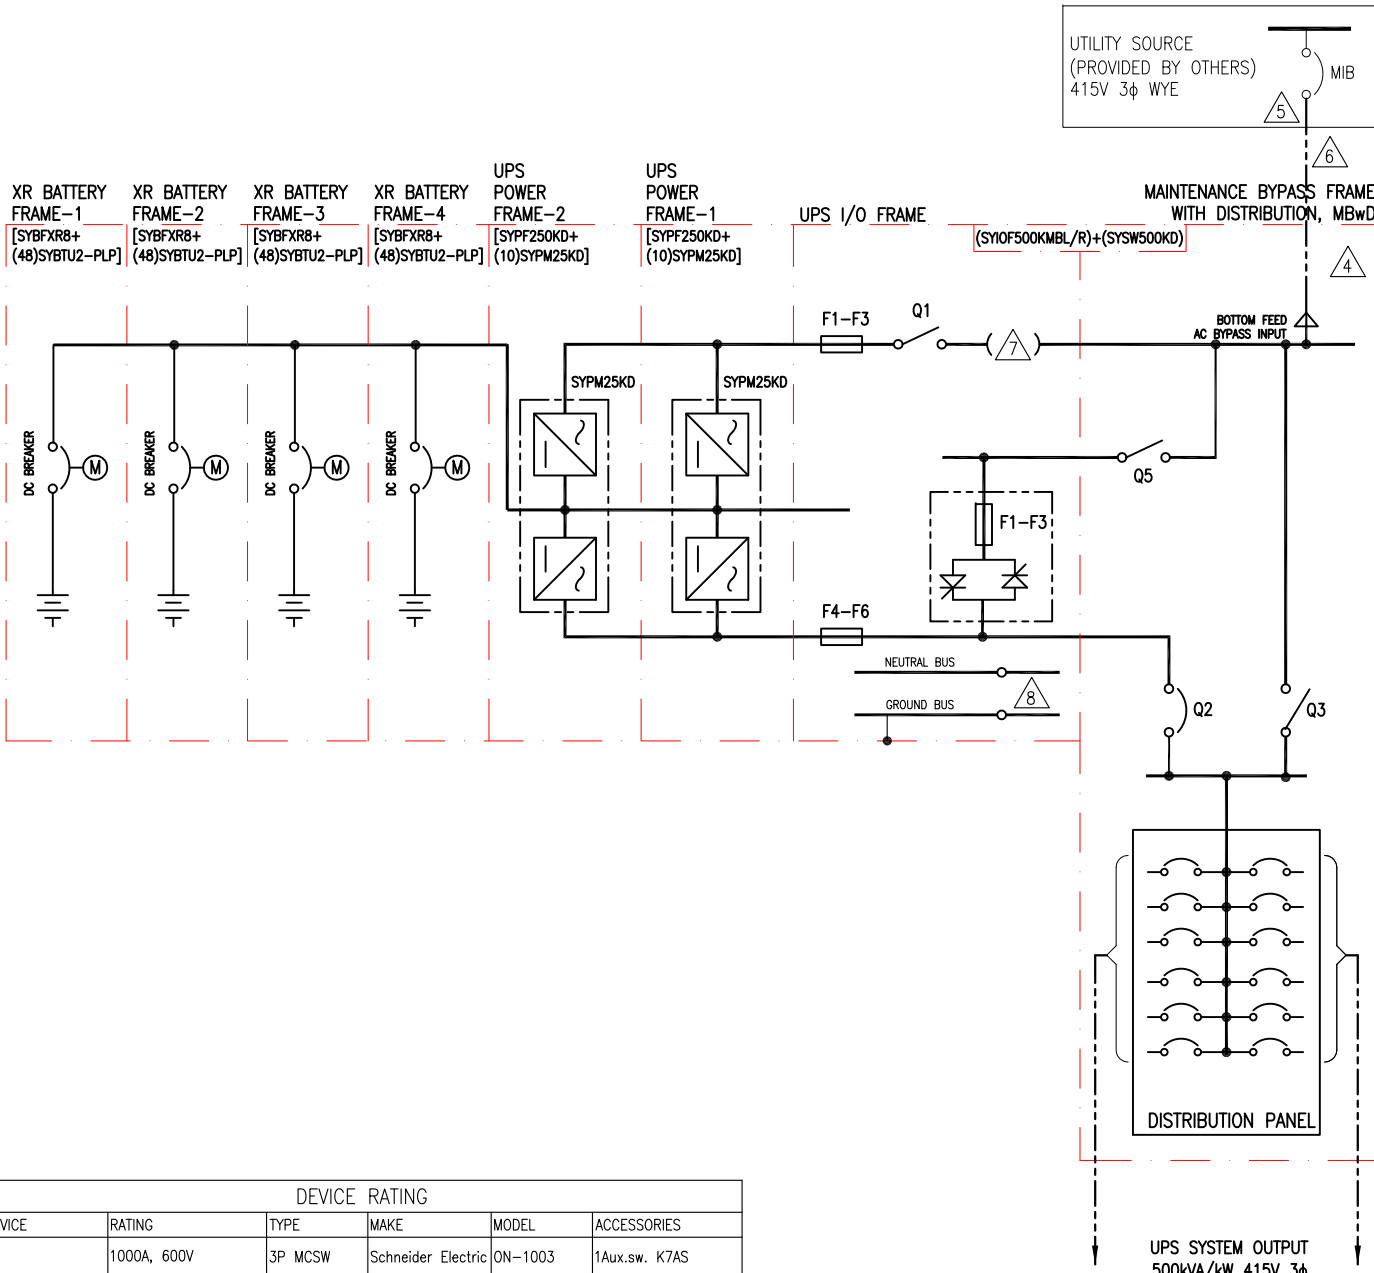 UTILITY SOURCE
(PROVIDED BY OTHERS)
415V 3ϕ WYE
MIB
5
6
XR BATTERY
FRAME-1
[SYBFXR8+
(48)SYBTU2-PLP]
XR BATTERY
FRAME-2
[SYBFXR8+
(48)SYBTU2-PLP]
XR BATTERY
FRAME-3
[SYBFXR8+
(48)SYBTU2-PLP]
XR BATTERY
FRAME-4
[SYBFXR8+
(48)SYBTU2-PLP]
UPS
POWER
FRAME-2
[SYPF250KD+
(10)SYPM25KD]
UPS
POWER
FRAME-1
[SYPF250KD+
(10)SYPM25KD]
UPS I/O FRAME
(SYIOF500KMBL/R)+(SYSW500KD)
MAINTENANCE BYPASS FRAME
WITH DISTRIBUTION, MBwD
4
BOTTOM FEED
AC BYPASS INPUT
F1-F3
Q1
7
SYPM25KD
SYPM25KD
DC BREAKER
M
DC BREAKER
M
DC BREAKER
M
DC BREAKER
M
Q5
F1-F3
F4-F6
NEUTRAL BUS
GROUND BUS
8
Q2
Q3
DISTRIBUTION PANEL
UPS SYSTEM OUTPUT
500kVA/kW 415V 3ϕ
DEVICE RATING
VICE RATING TYPE MAKE MODEL ACCESSORIES
1000A, 600V 3P MCSW Schneider Electric ON-1003 1Aux.sw. K7AS